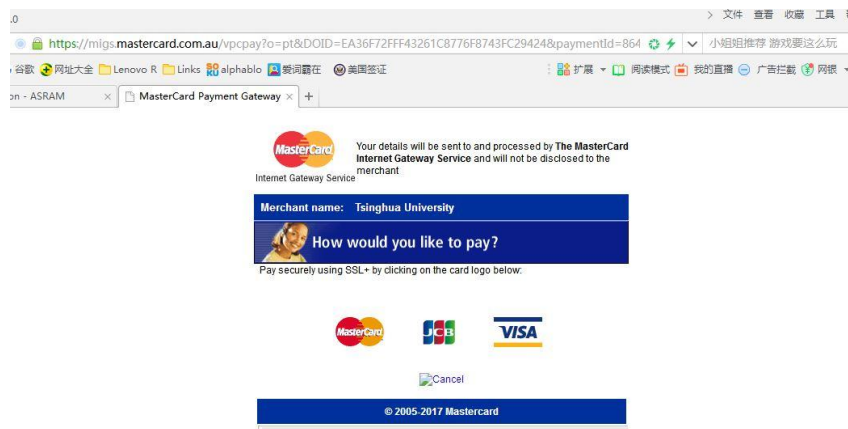 .0
> 文件 查看 收藏 工具
https://migs.mastercard.com.au/vpcpay?o=pt&DOID=EA36F72FFF43261C8776F8743FC29424&paymentId=864 小姐姐推荐 游戏要这么玩
谷歌 网址大全 Lenovo R Links alphablo 爱词霸在 美国签证 扩展 阅读模式 我的直播 广告拦截 网银
on - ASRAM × MasterCard Payment Gateway × +
MasterCard
Internet Gateway Service
Your details will be sent to and processed by The MasterCard
Internet Gateway Service and will not be disclosed to the
merchant
Merchant name: Tsinghua University
How would you like to pay?
Pay securely using SSL+ by clicking on the card logo below:
MasterCard JCB VISA
Cancel
© 2005-2017 Mastercard